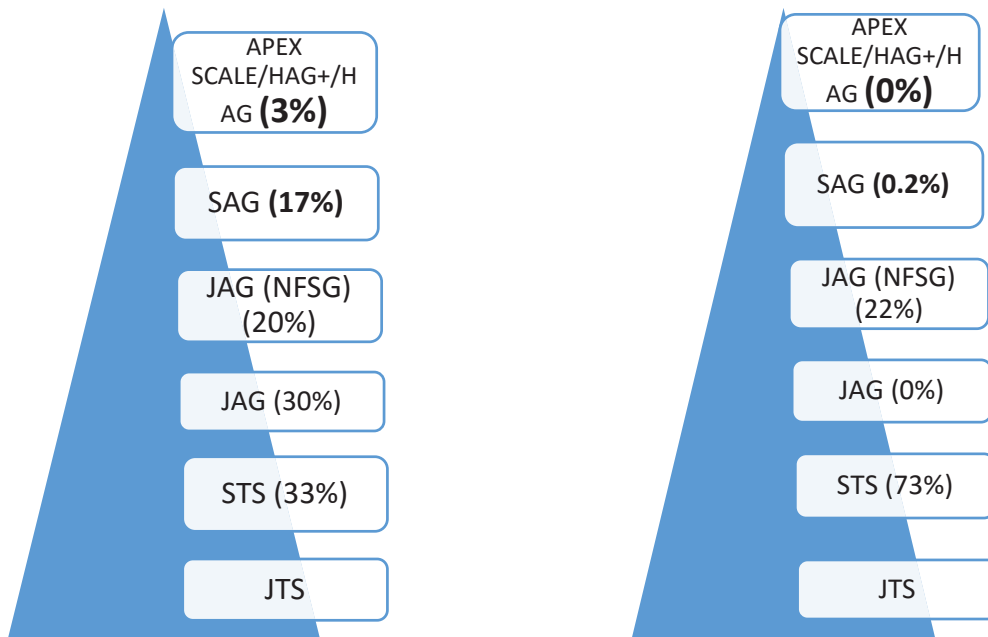 APEX
SCALE/HAG+/H
AG (3%)
SAG (17%)
JAG (NFSG)
(20%)
JAG (30%)
STS (33%)
JTS
APEX
SCALE/HAG+/H
AG (0%)
SAG (0.2%)
JAG (NFSG)
(22%)
JAG (0%)
STS (73%)
JTS